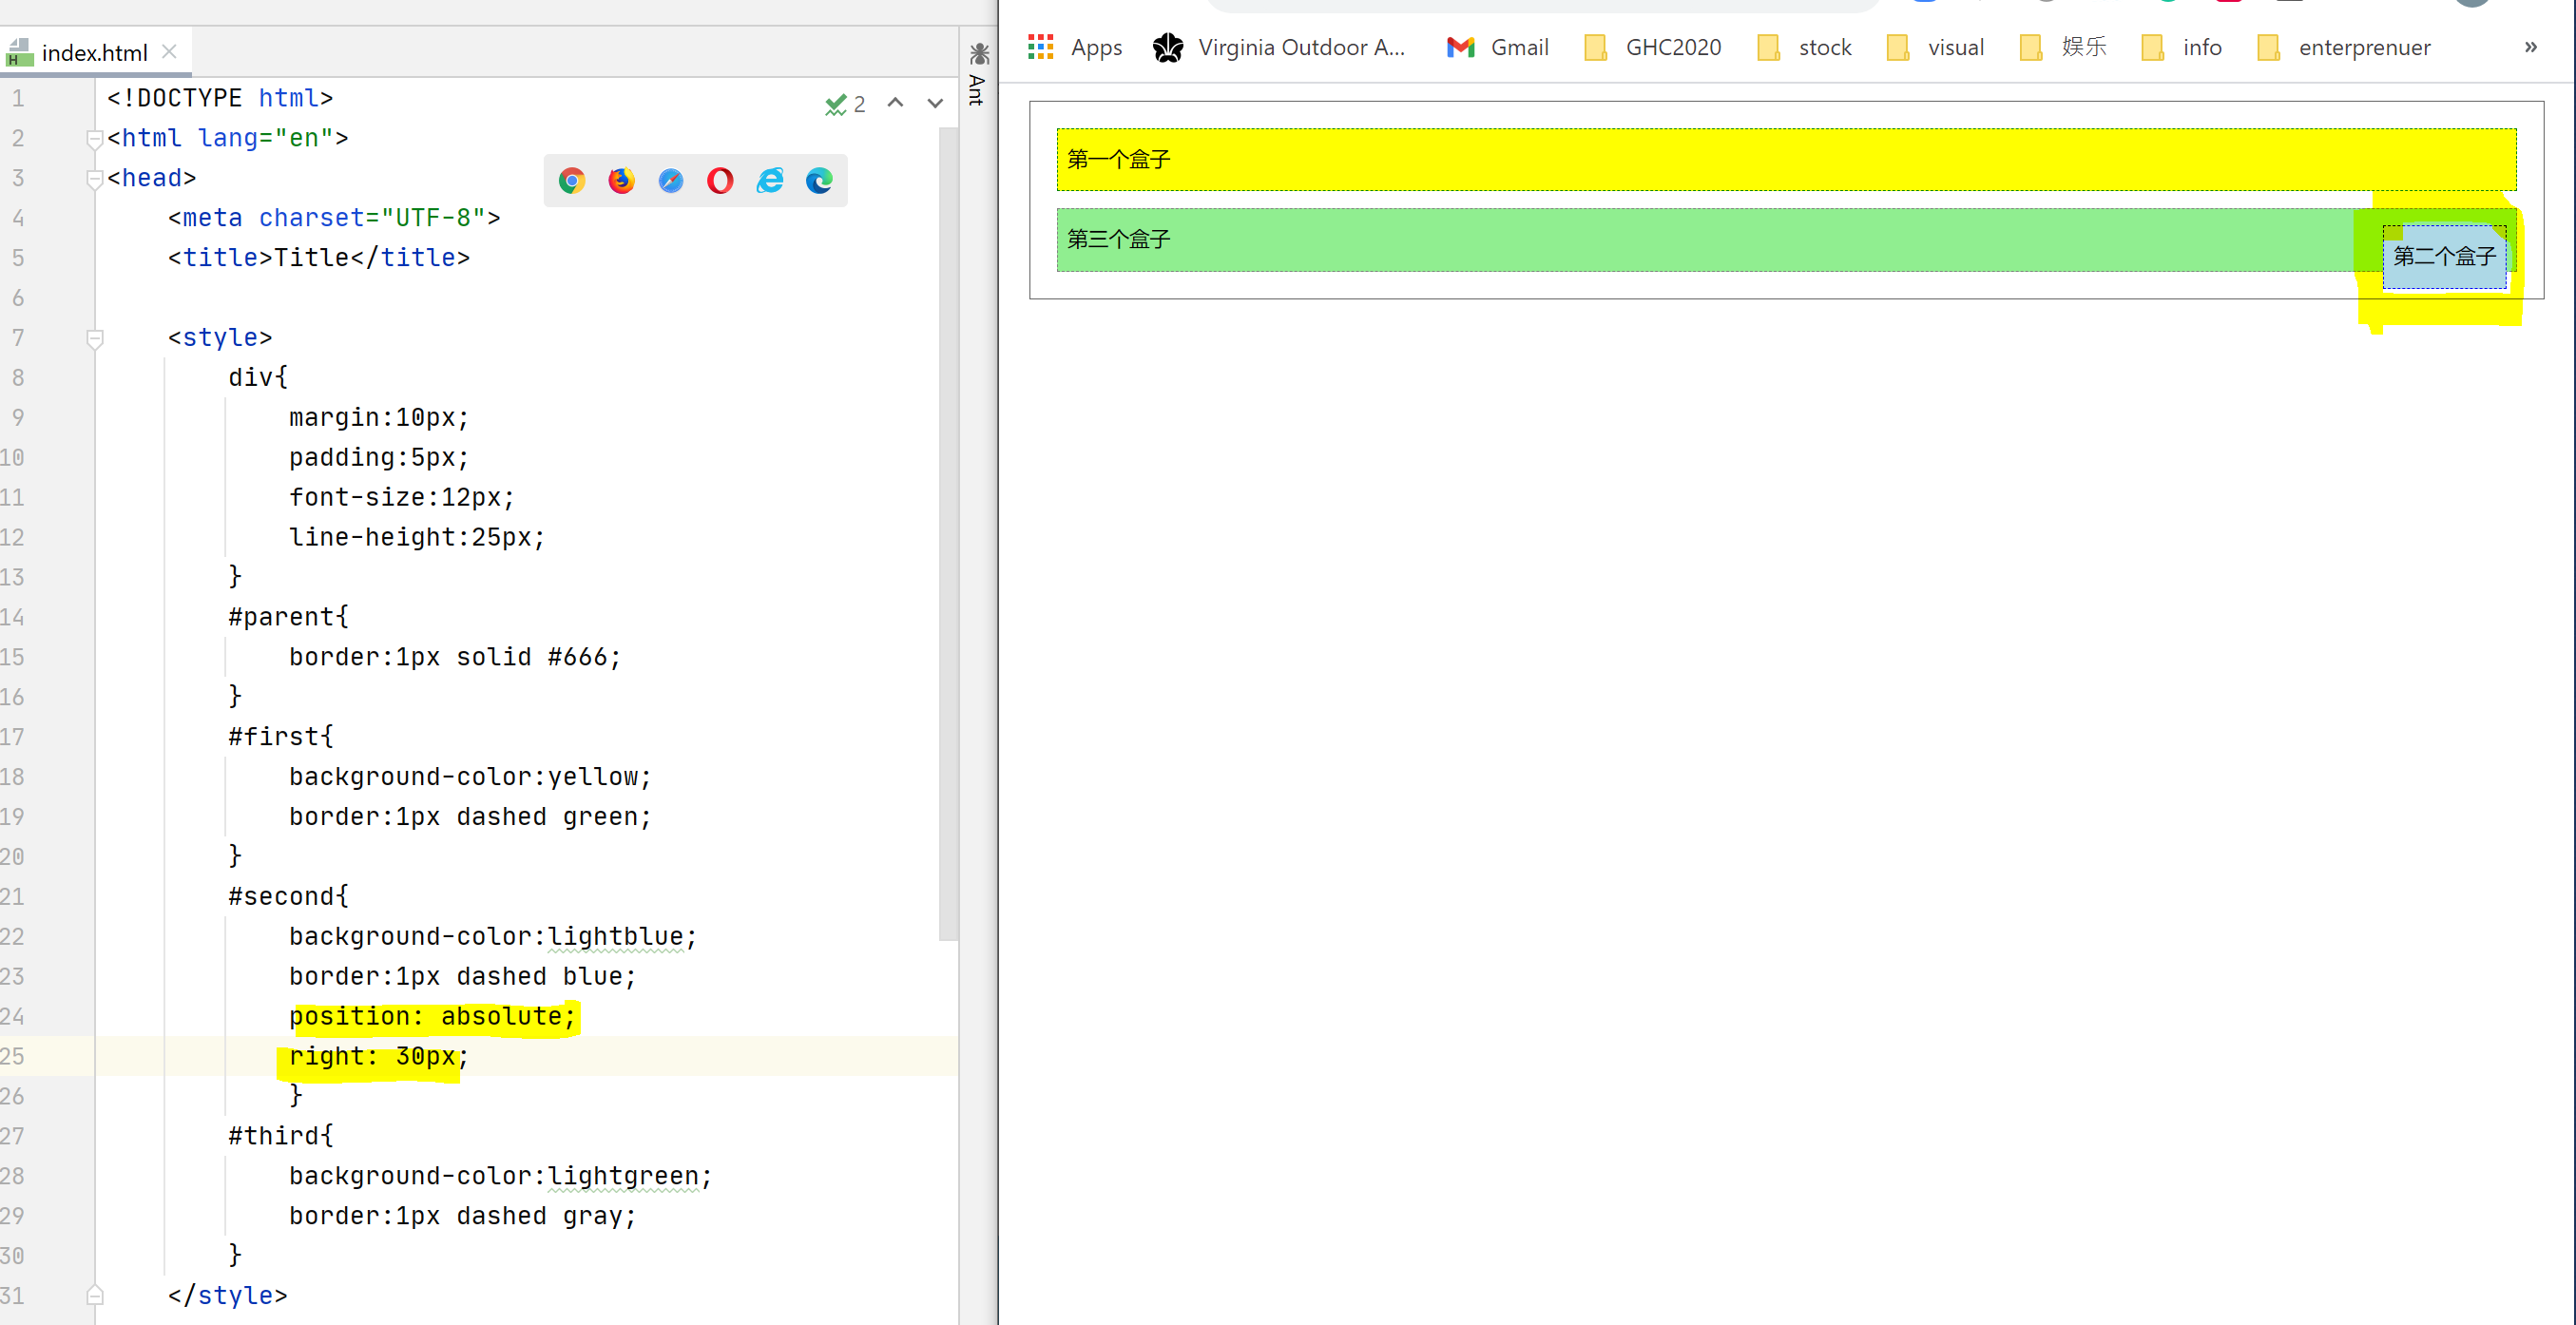 index.html
1 <!DOCTYPE html>
2 <html lang="en">
3 <head>
4 <meta charset="UTF-8">
5 <title>Title</title>
6
7 <style>
8 div{
9 margin:10px;
10 padding:5px;
11 font-size:12px;
12 line-height:25px;
13 }
14 #parent{
15 border:1px solid #666;
16 }
17 #first{
18 background-color:yellow;
19 border:1px dashed green;
20 }
21 #second{
22 background-color:lightblue;
23 border:1px dashed blue;
24 position: absolute;
25 right: 30px;
26 }
27 #third{
28 background-color:lightgreen;
29 border:1px dashed gray;
30 }
31 </style>
2
Ant
Apps Virginia Outdoor A... Gmail GHC2020 stock visual 娱乐 info enterprenuer »
第一个盒子
第三个盒子
第二个盒子